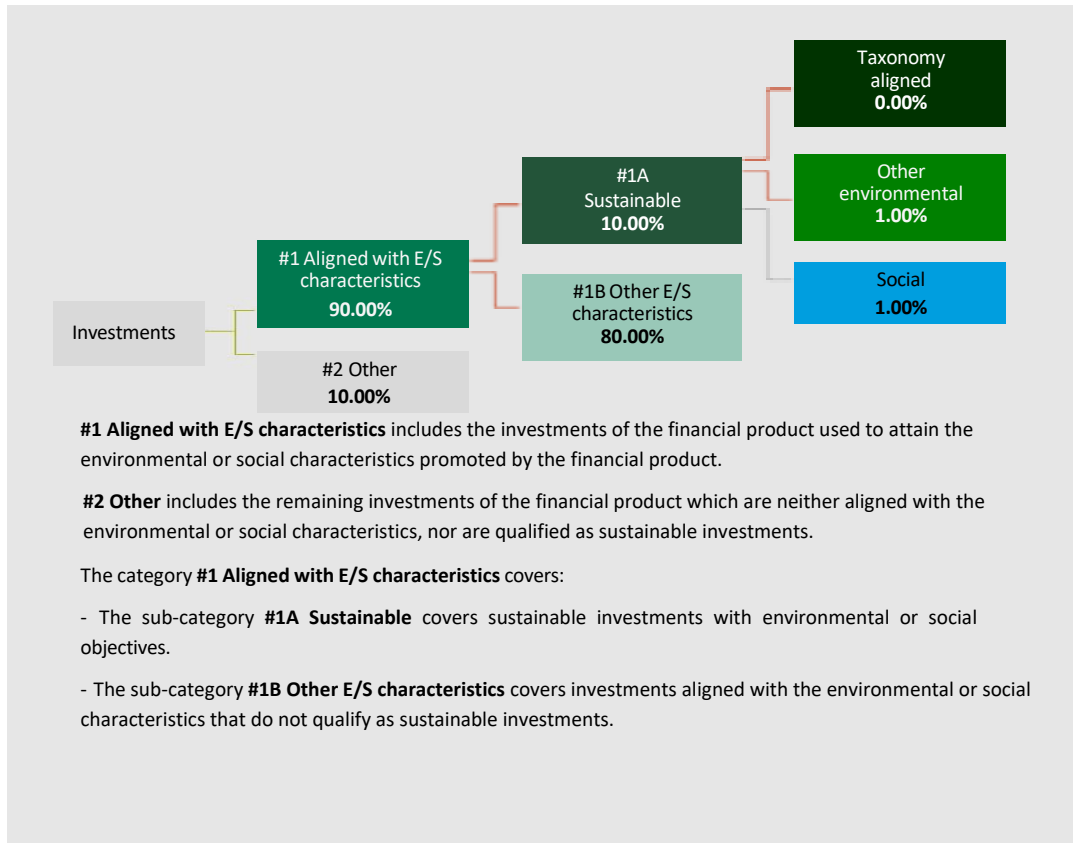 Taxonomy
aligned
0.00%
#1A
Sustainable
10.00%
Other
environmental
1.00%
#1 Aligned with E/S
characteristics
90.00%
#1B Other E/S
characteristics
80.00%
Social
1.00%
Investments
#2 Other
10.00%
#1 Aligned with E/S characteristics includes the investments of the financial product used to attain the
environmental or social characteristics promoted by the financial product.
#2 Other includes the remaining investments of the financial product which are neither aligned with the
environmental or social characteristics, nor are qualified as sustainable investments.
The category #1 Aligned with E/S characteristics covers:
- The sub-category #1A Sustainable covers sustainable investments with environmental or social
objectives.
- The sub-category #1B Other E/S characteristics covers investments aligned with the environmental or social
characteristics that do not qualify as sustainable investments.